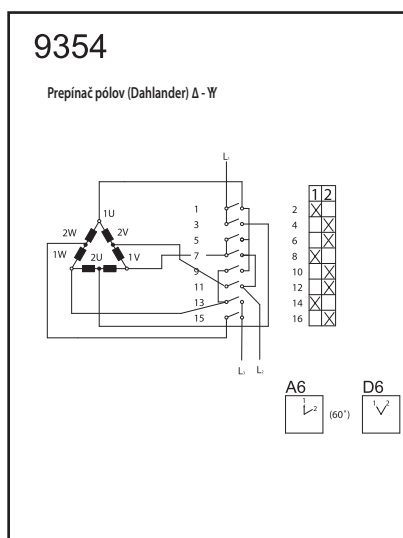 9354
Prepínač pólov (Dahlander) Δ - YY
L₂
1 2
1 2 X
1U 3 4 X
2W 2V 5 6 X
1W 2U 1V 7 8 X
9 10 X
11 12 X
13 14 X
15 16 X
L₁ L₃
A6 D6
1 2 (60˚) 1 2